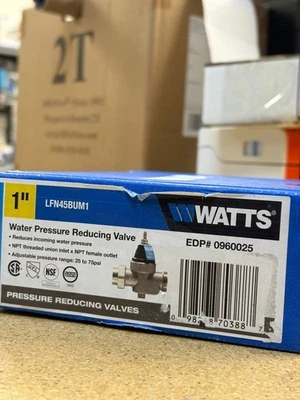 2T
1"
LFN45BUM1
WATTS
Water Pressure Reducing Valve
EDP# 0960025
• Reduces incoming water pressure
• NPT threaded union inlet x NPT female outlet
• Adjustable pressure range: 25 to 75psi
NSF
PRESSURE REDUCING VALVES